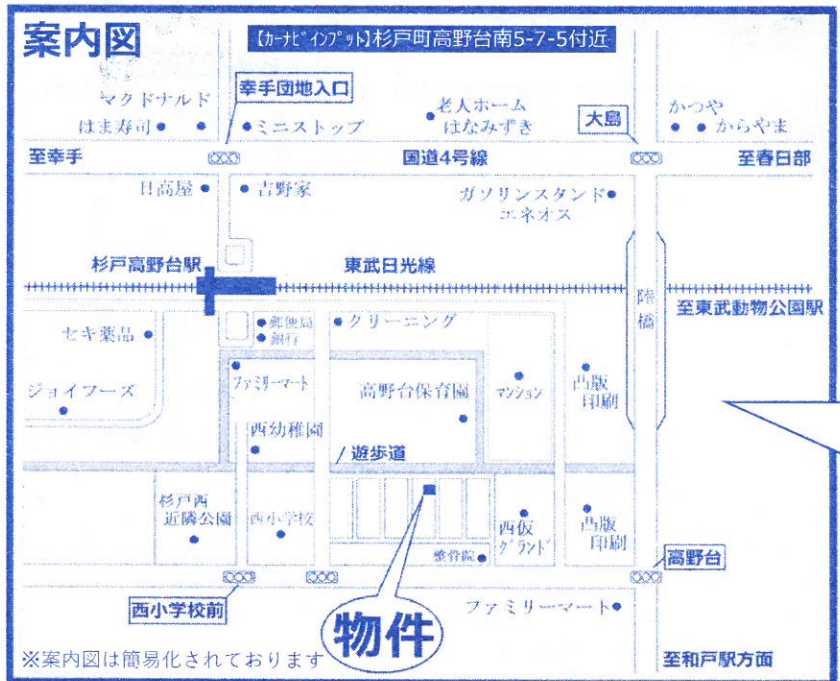 案内図
【カーナビインプット】杉戸町高野台南5-7-5付近
マクドナルド
はま寿司
幸手団地入口
ミニストップ
老人ホーム
はなみずき
大島
かつや
からやま
至幸手
国道4号線
至春日部
日高屋
吉野家
ガソリンスタンド
エネオス
杉戸高野台駅
東武日光線
陸橋
至東武動物公園駅
セキ薬品
郵便局
銀行
クリーニング
ジョイフーズ
ファミリーマート
高野台保育園
マンション
凸版
印刷
西幼稚園
遊歩道
杉戸西
近隣公園
西小学校
整骨院
西仮
グランド
凸版
印刷
高野台
西小学校前
物件
ファミリーマート
※案内図は簡易化されております
至和戸駅方面